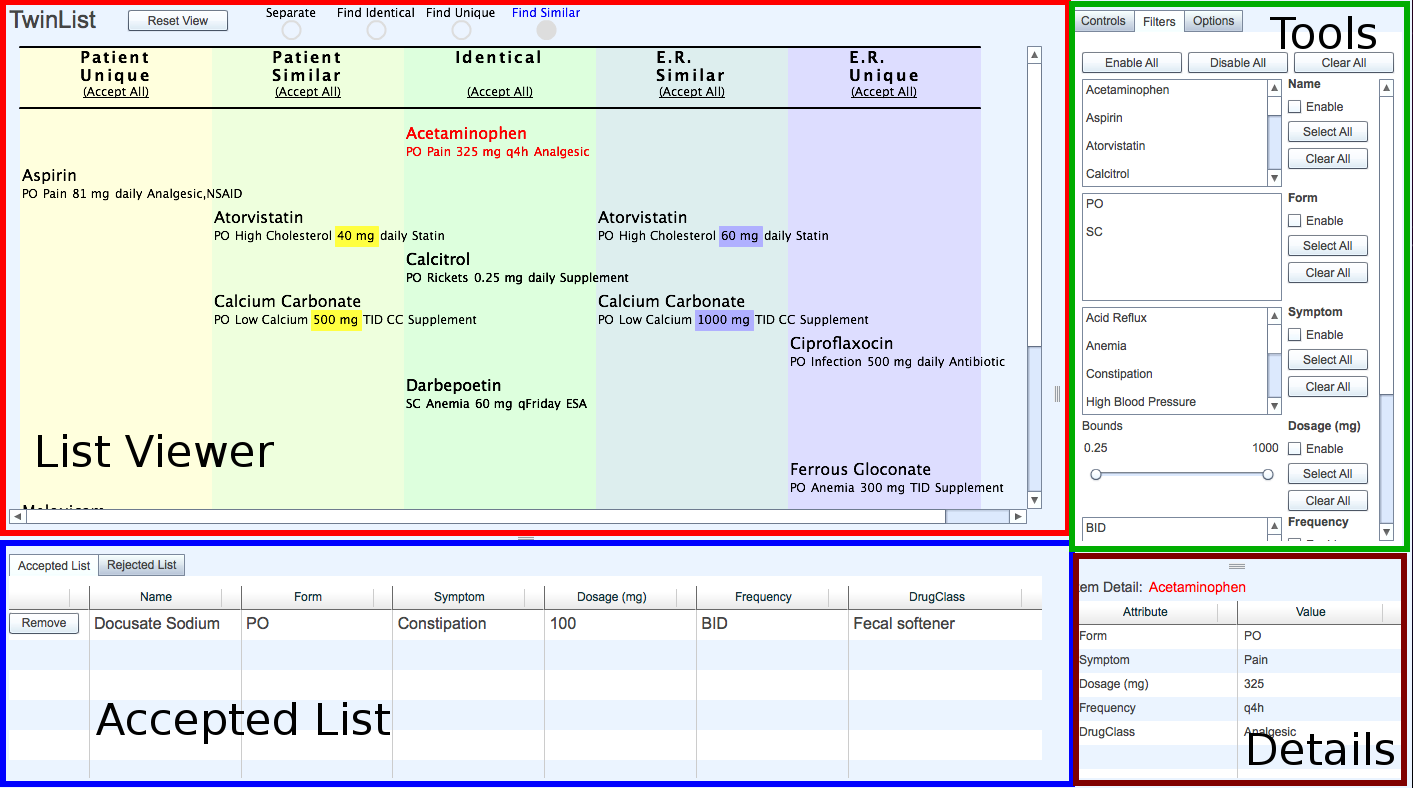 TwinList
Reset View
Separate Find Identical Find Unique Find Similar
Patient Unique (Accept All)
Patient Similar (Accept All)
Identical (Accept All)
E.R. Similar (Accept All)
E.R. Unique (Accept All)
Acetaminophen
PO Pain 325 mg q4h Analgesic
Aspirin
PO Pain 81 mg daily Analgesic,NSAID
Atorvistatin
PO High Cholesterol 40 mg daily Statin
Atorvistatin
PO High Cholesterol 60 mg daily Statin
Calcitrol
PO Rickets 0.25 mg daily Supplement
Calcium Carbonate
PO Low Calcium 500 mg TID CC Supplement
Calcium Carbonate
PO Low Calcium 1000 mg TID CC Supplement
Ciproflaxocin
PO Infection 500 mg daily Antibiotic
Darbepoetin
SC Anemia 60 mg qFriday ESA
Ferrous Gloconate
PO Anemia 300 mg TID Supplement
List Viewer
Controls Filters Options
Tools
Enable All Disable All Clear All
Acetaminophen
Aspirin
Atorvistatin
Calcitrol
Name
Enable
Select All
Clear All
PO
SC
Form
Enable
Select All
Clear All
Acid Reflux
Anemia
Constipation
High Blood Pressure
Symptom
Enable
Select All
Clear All
Bounds
0.25 1000
Dosage (mg)
Enable
Select All
Clear All
BID
Frequency
Accepted List Rejected List
Name Form Symptom Dosage (mg) Frequency DrugClass
Remove Docusate Sodium PO Constipation 100 BID Fecal softener
Accepted List
em Detail: Acetaminophen
Attribute Value
Form PO
Symptom Pain
Dosage (mg) 325
Frequency q4h
DrugClass Analgesic
Details